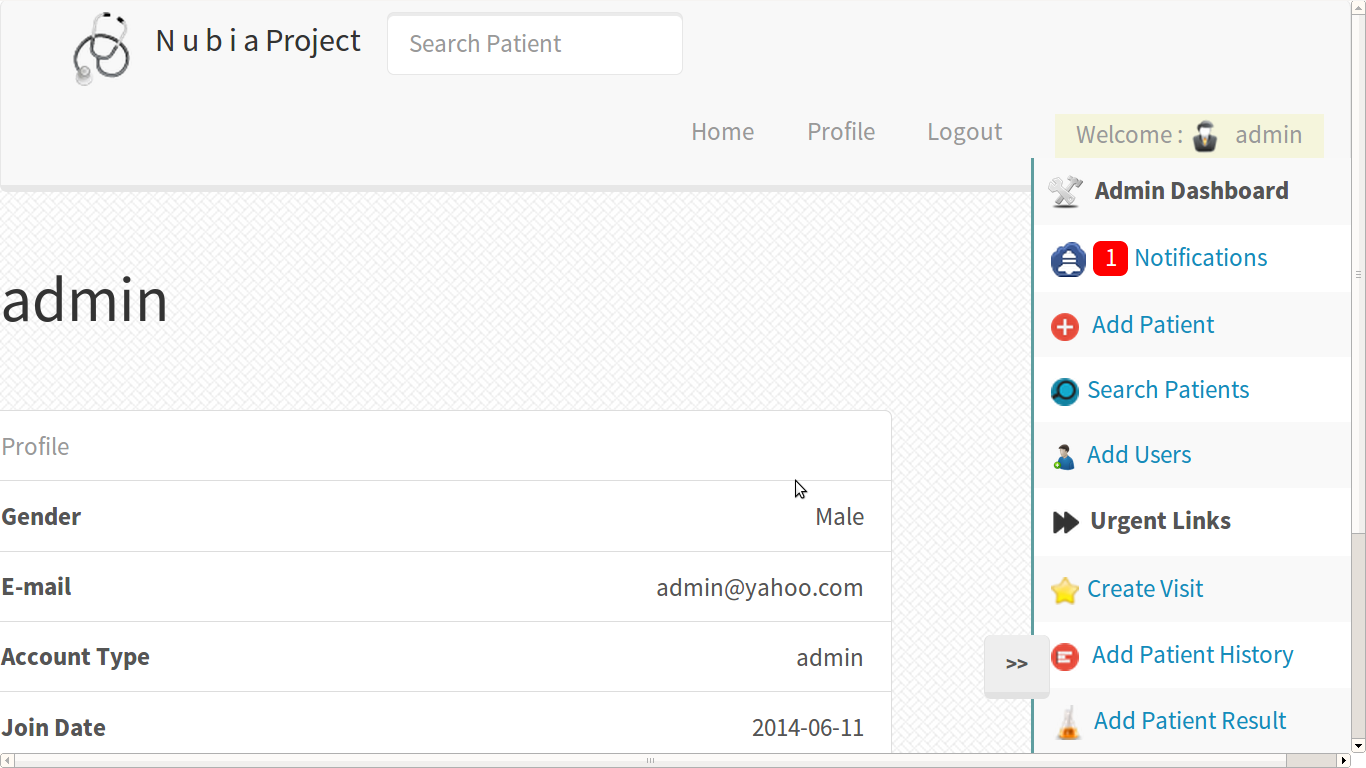 N u b i a Project
Search Patient
Home Profile Logout Welcome : admin
Admin Dashboard
1 Notifications
Add Patient
Search Patients
Add Users
Urgent Links
Create Visit
Add Patient History
Add Patient Result
>>
admin
Profile
Gender Male
E-mail admin@yahoo.com
Account Type admin
Join Date 2014-06-11